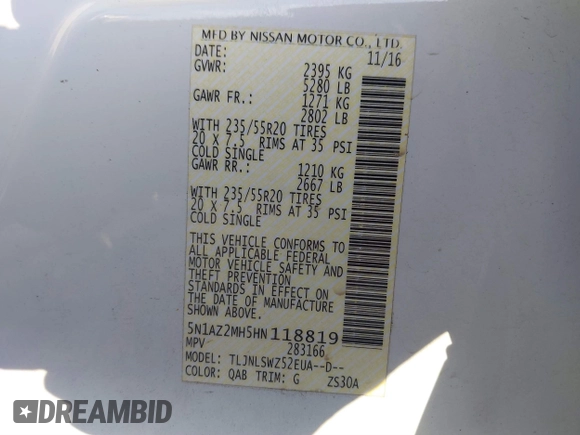 MFD BY NISSAN MOTOR CO., LTD.
DATE: 11/16
GVWR: 2395 KG
5280 LB
GAWR FR.: 1271 KG
2802 LB
WITH 235/55R20 TIRES
20 X 7.5 RIMS AT 35 PSI
COLD SINGLE
GAWR RR.: 1210 KG
2667 LB
WITH 235/55R20 TIRES
20 X 7.5 RIMS AT 35 PSI
COLD SINGLE
THIS VEHICLE CONFORMS TO
ALL APPLICABLE FEDERAL
MOTOR VEHICLE SAFETY AND
THEFT PREVENTION
STANDARDS IN EFFECT ON
THE DATE OF MANUFACTURE
SHOWN ABOVE.
5N1AZ2MH5HN118819
MPV 283166
MODEL: TLJNLSWZ52EUA--D--
COLOR: QAB TRIM: G ZS30A
DREAMBID
DREAMBID